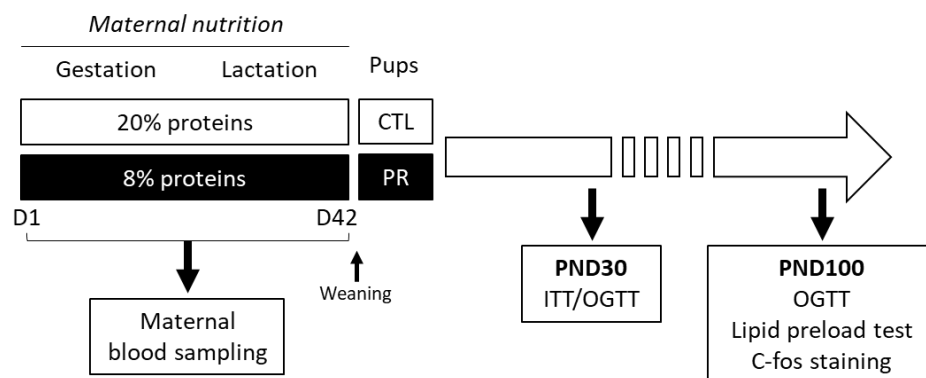 Maternal nutrition
Gestation
Lactation
Pups
20% proteins
CTL
8% proteins
PR
D1
D42
Weaning
Maternal
blood sampling
PND30
ITT/OGTT
PND100
OGTT
Lipid preload test
C-fos staining